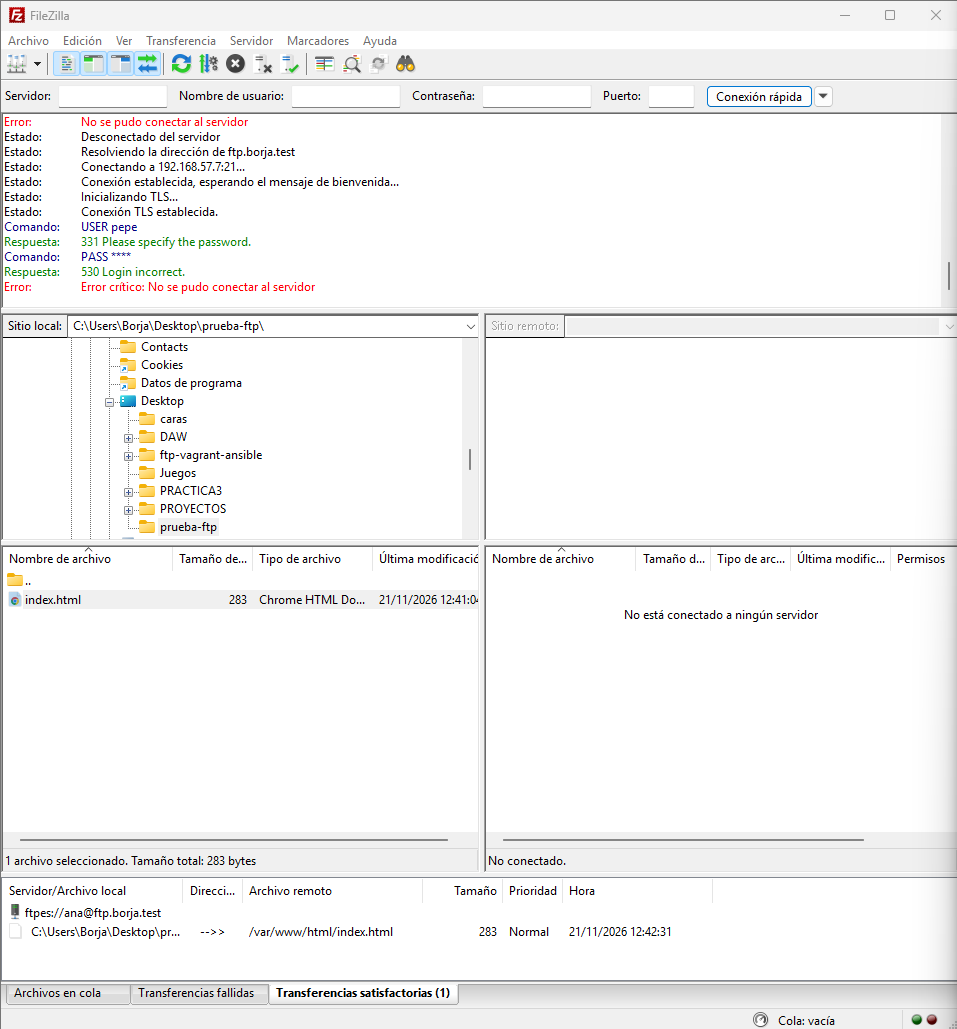 FileZilla
Archivo Edición Ver Transferencia Servidor Marcadores Ayuda
Servidor: Nombre de usuario: Contraseña: Puerto: Conexión rápida
Error: No se pudo conectar al servidor
Estado: Desconectado del servidor
Estado: Resolviendo la dirección de ftp.borja.test
Estado: Conectando a 192.168.57.7:21...
Estado: Conexión establecida, esperando el mensaje de bienvenida...
Estado: Inicializando TLS...
Estado: Conexión TLS establecida.
Comando: USER pepe
Respuesta: 331 Please specify the password.
Comando: PASS ****
Respuesta: 530 Login incorrect.
Error: Error crítico: No se pudo conectar al servidor
Sitio local: C:\Users\Borja\Desktop\prueba-ftp\
Contacts
Cookies
Datos de programa
Desktop
caras
DAW
ftp-vagrant-ansible
Juegos
PRACTICA3
PROYECTOS
prueba-ftp
Sitio remoto:
Nombre de archivo Tamaño de... Tipo de archivo Última modificació
..
index.html 283 Chrome HTML Do... 21/11/2026 12:41:04
1 archivo seleccionado. Tamaño total: 283 bytes
Nombre de archivo Tamaño d... Tipo de arc... Última modific... Permisos
No está conectado a ningún servidor
No conectado.
Servidor/Archivo local Direcci... Archivo remoto Tamaño Prioridad Hora
ftpes://ana@ftp.borja.test
C:\Users\Borja\Desktop\pr... -->> /var/www/html/index.html 283 Normal 21/11/2026 12:42:31
Archivos en cola Transferencias fallidas Transferencias satisfactorias (1)
Cola: vacía